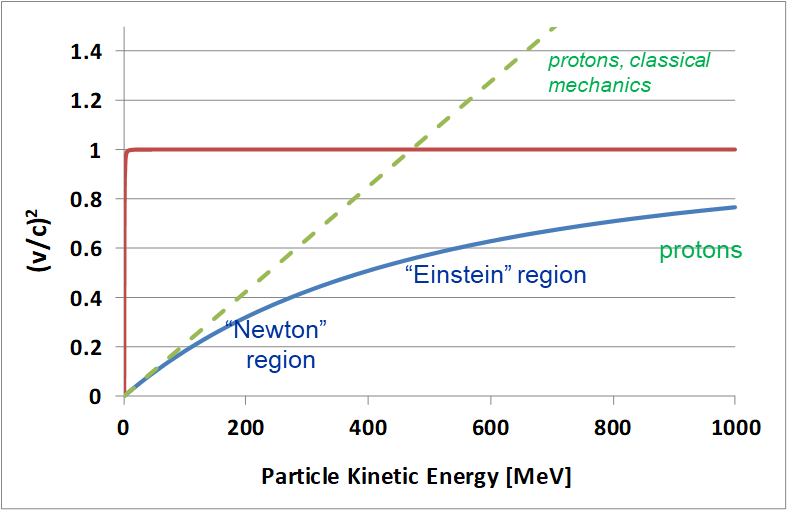 1.4
protons, classical
mechanics
1.2
1
0.8
(v/c)²
0.6
protons
“Einstein” region
0.4
“Newton”
region
0.2
0
0 200 400 600 800 1000
Particle Kinetic Energy [MeV]